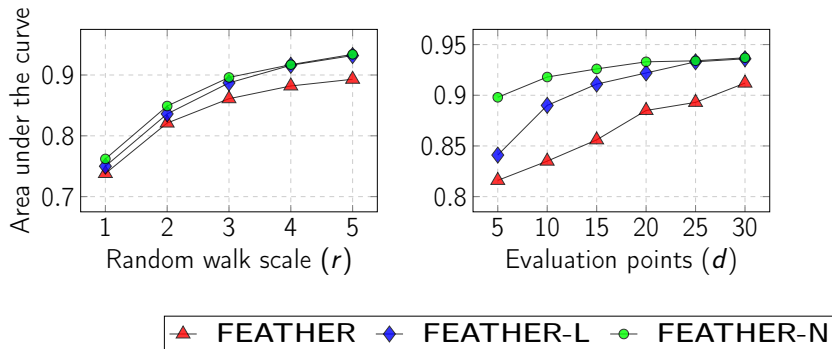 Area under the curve
0.9
0.8
0.7
1 2 3 4 5
Random walk scale (r)
0.95
0.9
0.85
0.8
5 10 15 20 25 30
Evaluation points (d)
FEATHER FEATHER-L FEATHER-N